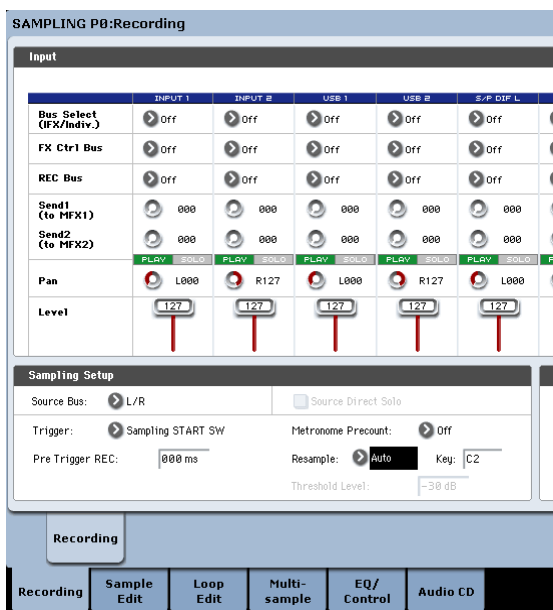 SAMPLING P0:Recording
Input
INPUT 1 INPUT 2 USB 1 USB 2 S/P DIF L
Bus Select
(IFX/Indiv.) Off Off Off Off Off
FX Ctrl Bus Off Off Off Off Off
REC Bus Off Off Off Off Off
Send1
(to MFX1) 000 000 000 000 000
Send2
(to MFX2) 000 000 000 000 000
PLAY SOLO PLAY SOLO PLAY SOLO PLAY SOLO PLAY SOLO P
Pan L000 R127 L000 R127 L000
Level 127 127 127 127 127
Sampling Setup
Source Bus: L/R Source Direct Solo
Trigger: Sampling START SW Metronome Precount: Off
Pre Trigger REC: 000 ms Resample: Auto Key: C2
Threshold Level: -30 dB
Recording
Recording Sample Edit Loop Edit Multi-sample EQ/Control Audio CD